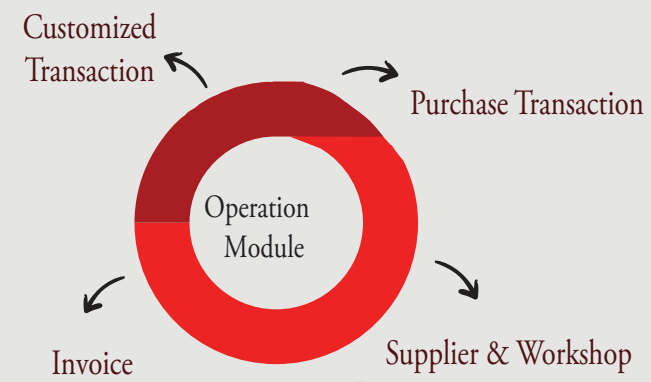 Customized
Transaction
Purchase Transaction
Operation
Module
Invoice
Supplier & Workshop